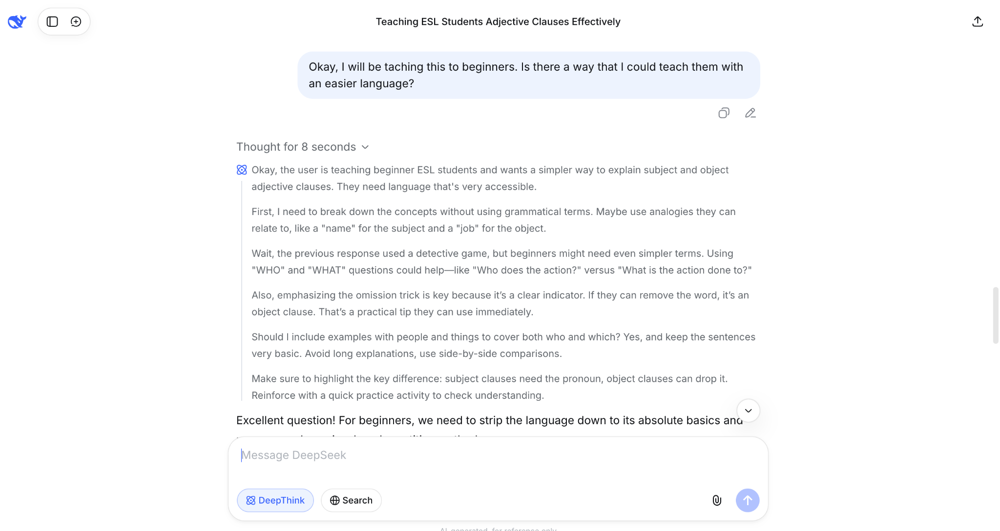 Teaching ESL Students Adjective Clauses Effectively
Okay, I will be taching this to beginners. Is there a way that I could teach them with
an easier language?
Thought for 8 seconds
Okay, the user is teaching beginner ESL students and wants a simpler way to explain subject and object
adjective clauses. They need language that's very accessible.
First, I need to break down the concepts without using grammatical terms. Maybe use analogies they can
relate to, like a "name" for the subject and a "job" for the object.
Wait, the previous response used a detective game, but beginners might need even simpler terms. Using
"WHO" and "WHAT" questions could help—like "Who does the action?" versus "What is the action done to?"
Also, emphasizing the omission trick is key because it’s a clear indicator. If they can remove the word, it’s an
object clause. That’s a practical tip they can use immediately.
Should I include examples with people and things to cover both who and which? Yes, and keep the sentences
very basic. Avoid long explanations, use side-by-side comparisons.
Make sure to highlight the key difference: subject clauses need the pronoun, object clauses can drop it.
Reinforce with a quick practice activity to check understanding.
Excellent question! For beginners, we need to strip the language down to its absolute basics and
Message DeepSeek
DeepThink
Search
AI-generated, for reference only